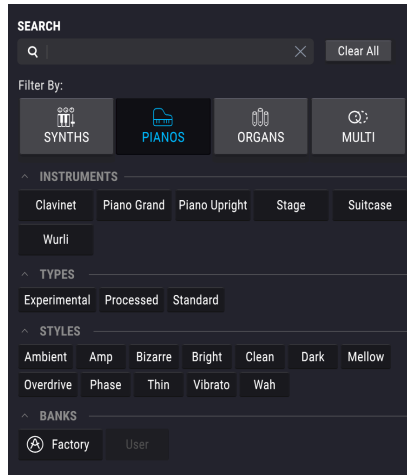 SEARCH
Clear All
Filter By:
SYNTHS PIANOS ORGANS MULTI
INSTRUMENTS
Clavinet Piano Grand Piano Upright Stage Suitcase
Wurli
TYPES
Experimental Processed Standard
STYLES
Ambient Amp Bizarre Bright Clean Dark Mellow
Overdrive Phase Thin Vibrato Wah
BANKS
Factory User